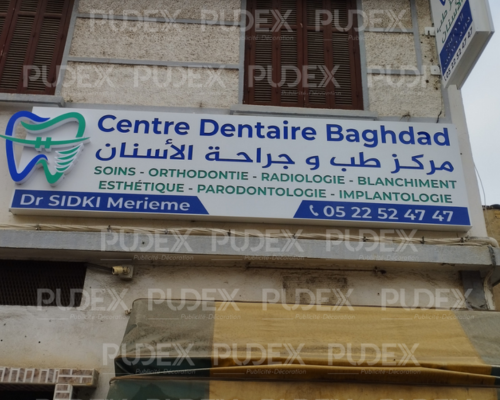 Centre Dentaire Baghdad
مركز طب و جراحة الأسنان
SOINS - ORTHODONTIE - RADIOLOGIE - BLANCHIMENT
ESTHÉTIQUE - PARODONTOLOGIE - IMPLANTOLOGIE
Dr SIDKI Merieme
05 22 52 47 47
PUDEX